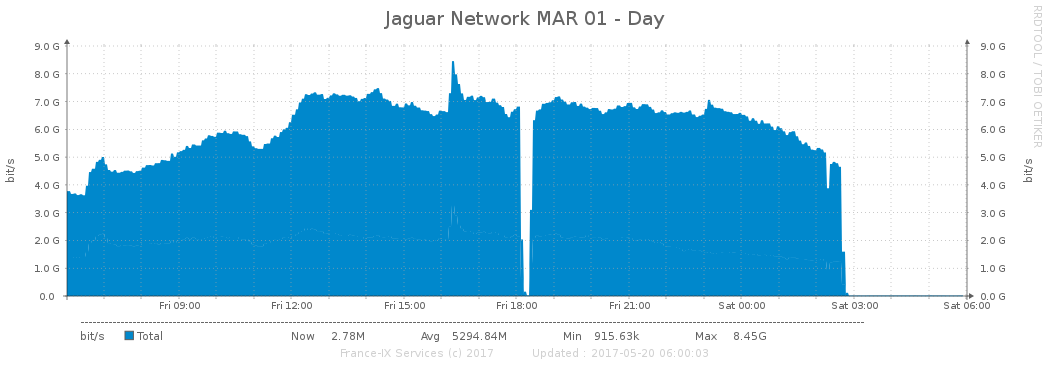 Jaguar Network MAR 01 - Day
RRDTOOL / TOBI OETIKER
9.0 G 9.0 G
8.0 G 8.0 G
7.0 G 7.0 G
6.0 G 6.0 G
5.0 G 5.0 G
bit/s bit/s
4.0 G 4.0 G
3.0 G 3.0 G
2.0 G 2.0 G
1.0 G 1.0 G
0.0 0.0 G
Fri 09:00 Fri 12:00 Fri 15:00 Fri 18:00 Fri 21:00 Sat 00:00 Sat 03:00 Sat 06:00
bit/s Total Now 2.78M Avg 5294.84M Min 915.63k Max 8.45G
France-IX Services (c) 2017 Updated : 2017-05-20 06:00:03